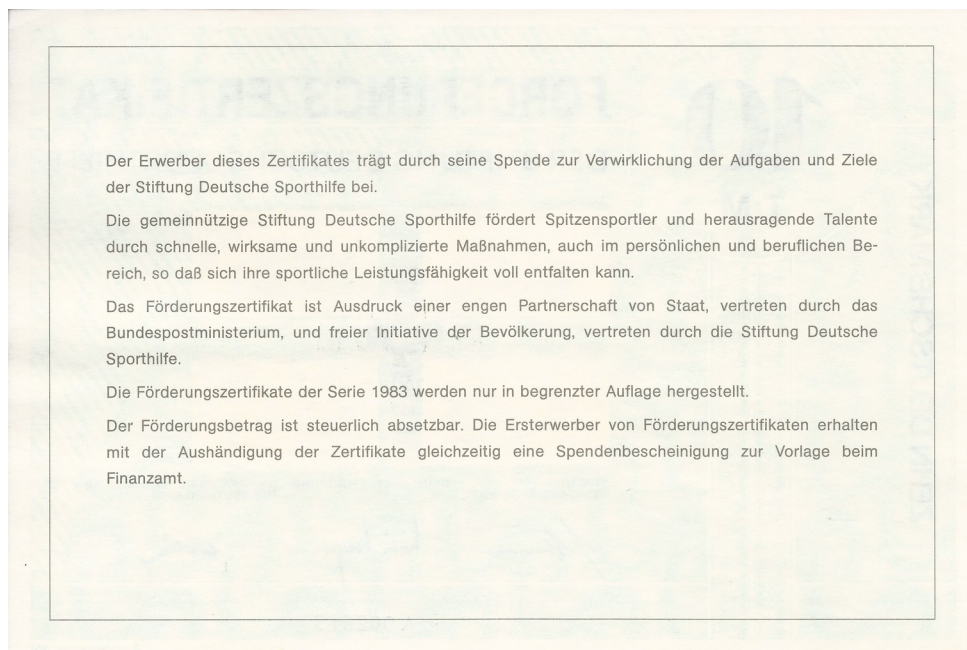 Der Erwerber dieses Zertifikates trägt durch seine Spende zur Verwirklichung der Aufgaben und Ziele
der Stiftung Deutsche Sporthilfe bei.
Die gemeinnützige Stiftung Deutsche Sporthilfe fördert Spitzensportler und herausragende Talente
durch schnelle, wirksame und unkomplizierte Maßnahmen, auch im persönlichen und beruflichen Be-
reich, so daß sich ihre sportliche Leistungsfähigkeit voll entfalten kann.
Das Förderungszertifikat ist Ausdruck einer engen Partnerschaft von Staat, vertreten durch das
Bundespostministerium, und freier Initiative der Bevölkerung, vertreten durch die Stiftung Deutsche
Sporthilfe.
Die Förderungszertifikate der Serie 1983 werden nur in begrenzter Auflage hergestellt.
Der Förderungsbetrag ist steuerlich absetzbar. Die Ersterwerber von Förderungszertifikaten erhalten
mit der Aushändigung der Zertifikate gleichzeitig eine Spendenbescheinigung zur Vorlage beim
Finanzamt.